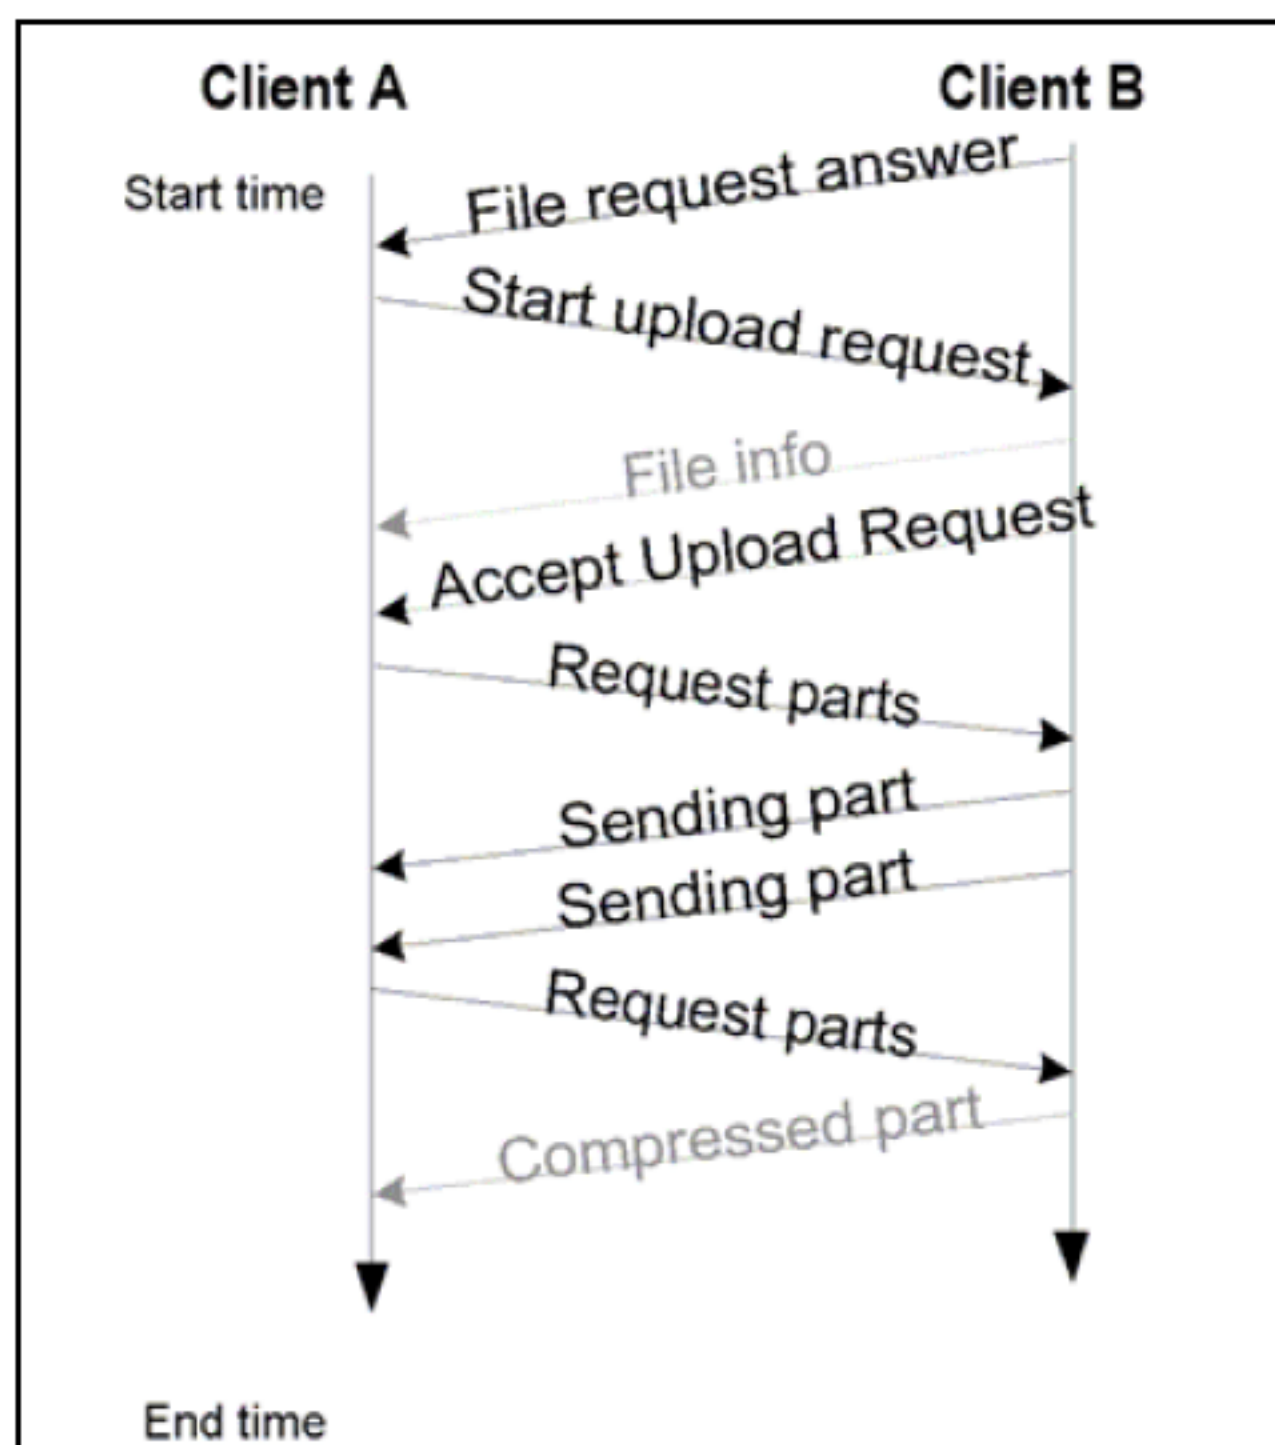 Client A
Client B
Start time
File request answer
Start upload request
File info
Accept Upload Request
Request parts
Sending part
Sending part
Request parts
Compressed part
End time